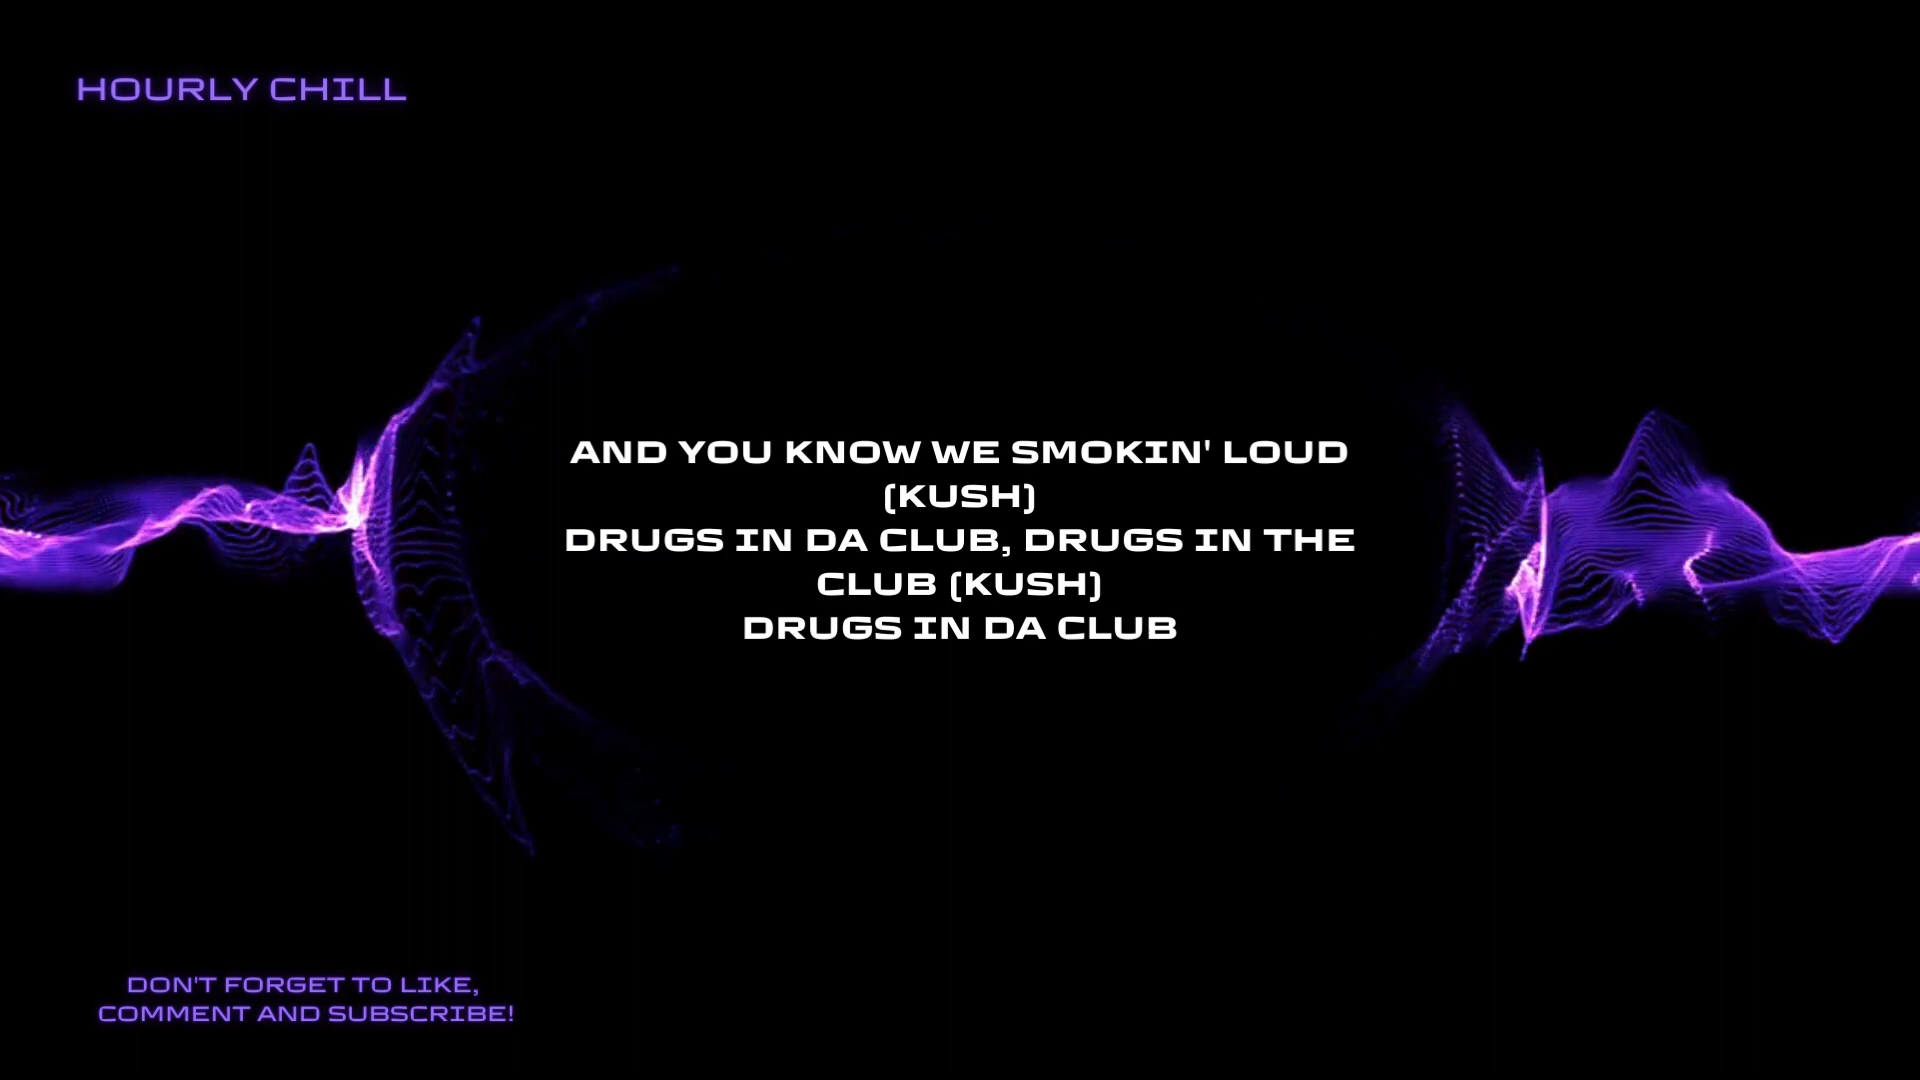 HOURLY CHILL
AND YOU KNOW WE SMOKIN' LOUD
(KUSH)
DRUGS IN DA CLUB, DRUGS IN THE
CLUB (KUSH)
DRUGS IN DA CLUB
DON'T FORGET TO LIKE,
COMMENT AND SUBSCRIBE!